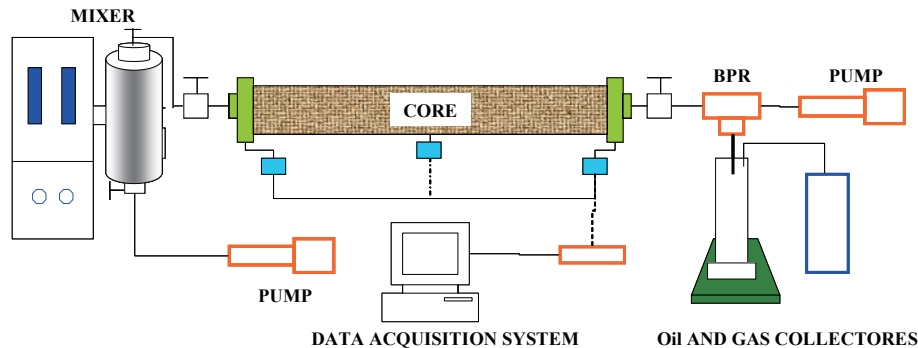 MIXER
CORE
BPR
PUMP
PUMP
DATA ACQUISITION SYSTEM
Oil AND GAS COLLECTORES